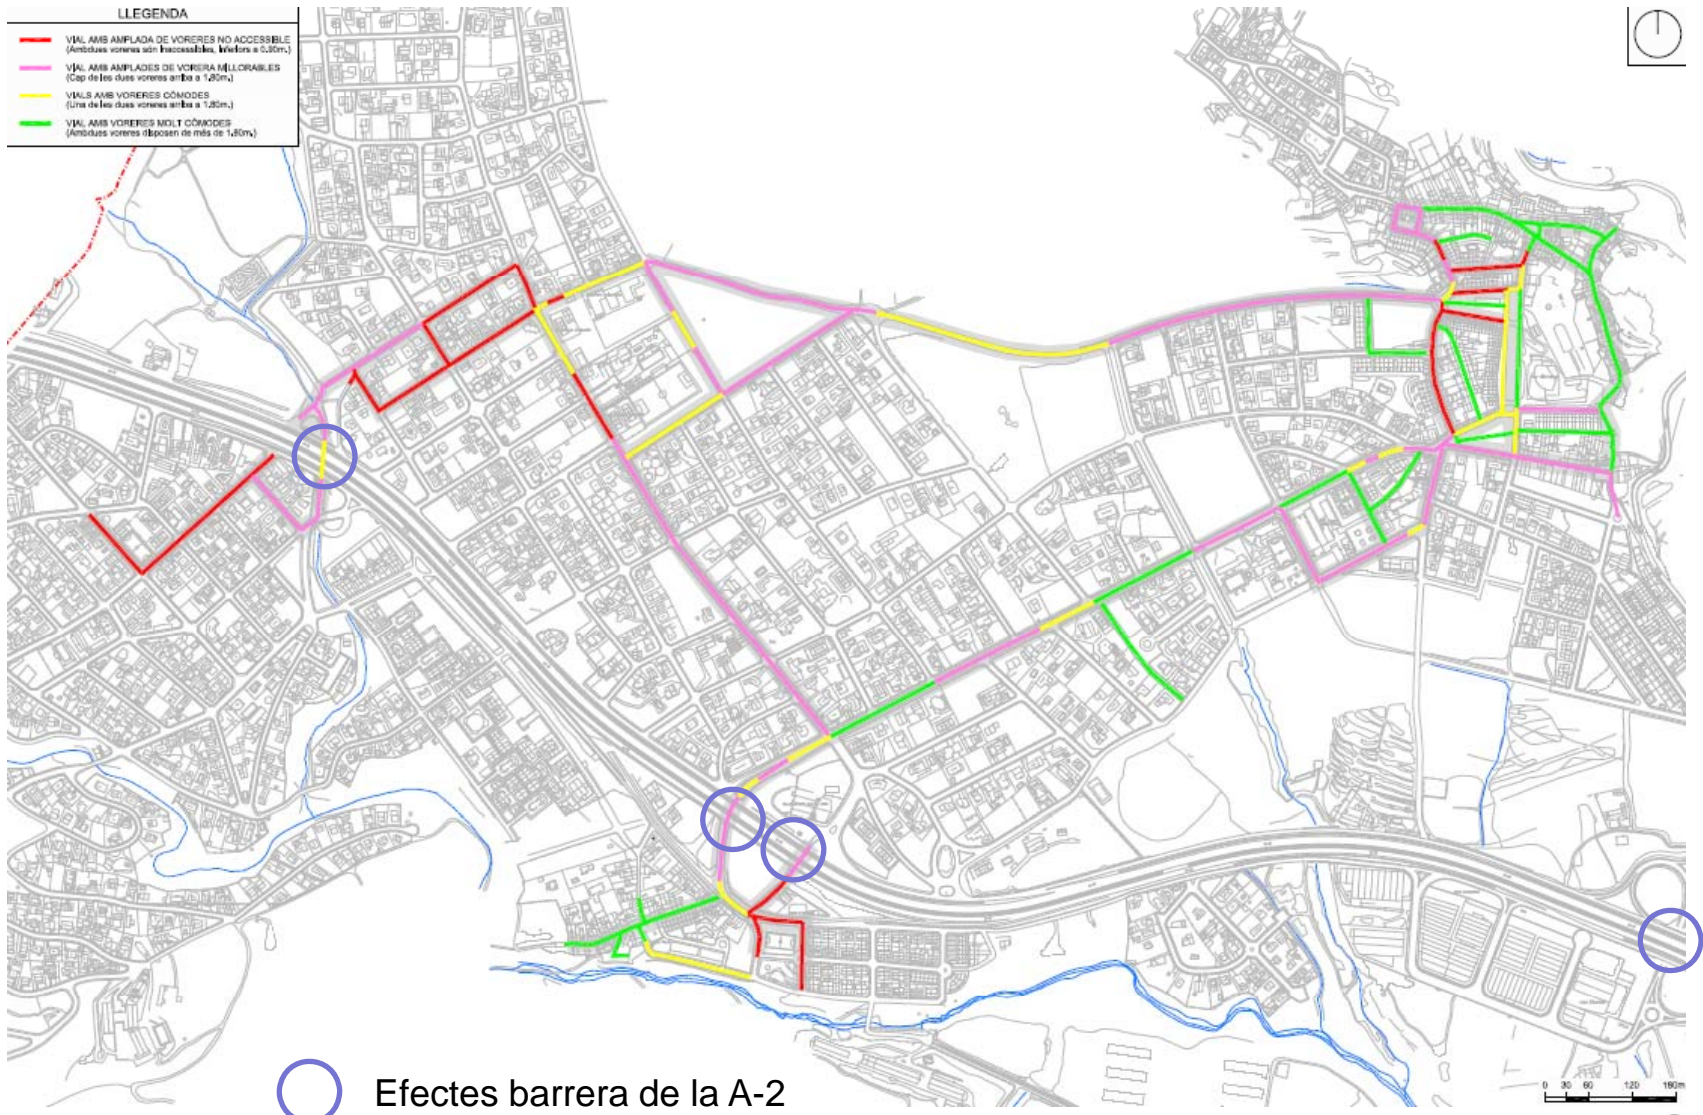 LLEGENDA
VIAL AMB AMPLADA DE VORERES NO ACCESSIBLE
(Ambdues voreres són inaccessibles, inferiors a 0.90m.)
VIAL AMB AMPLADES DE VORERA MILLORABLES
(Cap de les dues voreres arriba a 1,80m.)
VIALS AMB VORERES CÒMODES
(Una de les dues voreres arriba a 1,80m.)
VIAL AMB VORERES MOLT CÒMODES
(Ambdues voreres disposen de més de 1,80m.)
0 30 60 120 180m
Efectes barrera de la A-2